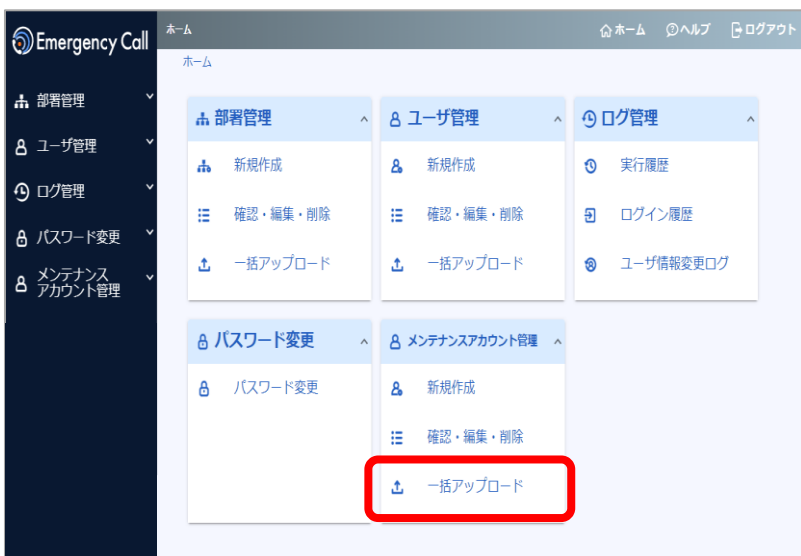 Emergency Call
部署管理
ユーザ管理
ログ管理
パスワード変更
メンテナンス
アカウント管理
ホーム
ホーム ヘルプ ログアウト
ホーム
部署管理
新規作成
確認・編集・削除
一括アップロード
ユーザ管理
新規作成
確認・編集・削除
一括アップロード
ログ管理
実行履歴
ログイン履歴
ユーザ情報変更ログ
パスワード変更
パスワード変更
メンテナンスアカウント管理
新規作成
確認・編集・削除
一括アップロード